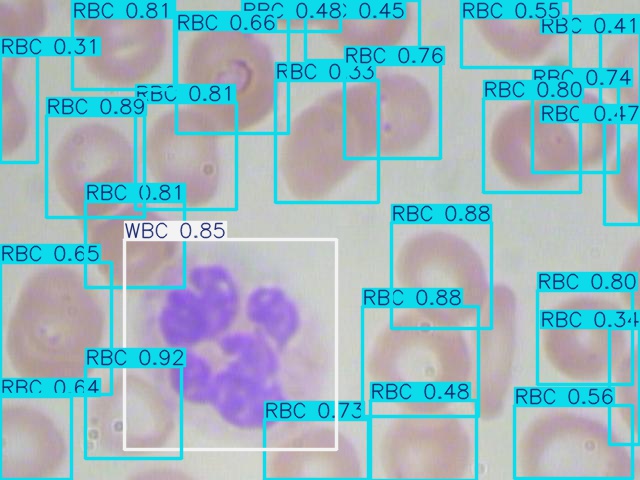 RBC 0.81
RBC 0.48
0.45
RBC 0.55
RBC 0.66
0.41
RBC 0.31
RBC 0.76
RBC 0.33
RBC 0.74
RBC 0.80
RBC 0.81
RBC 0.89
RBC 0.47
RBC 0.81
RBC 0.88
WBC 0.85
RBC 0.65
RBC 0.80
RBC 0.88
RBC 0.34
RBC 0.92
RBC 0.64
RBC 0.48
RBC 0.56
RBC 0.73